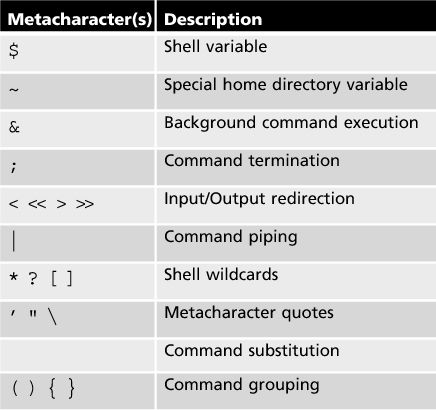 Metacharacter(s) Description
$ Shell variable
~ Special home directory variable
& Background command execution
; Command termination
< << > >> Input/Output redirection
| Command piping
* ? [ ] Shell wildcards
' " \ Metacharacter quotes
Command substitution
( ) { } Command grouping